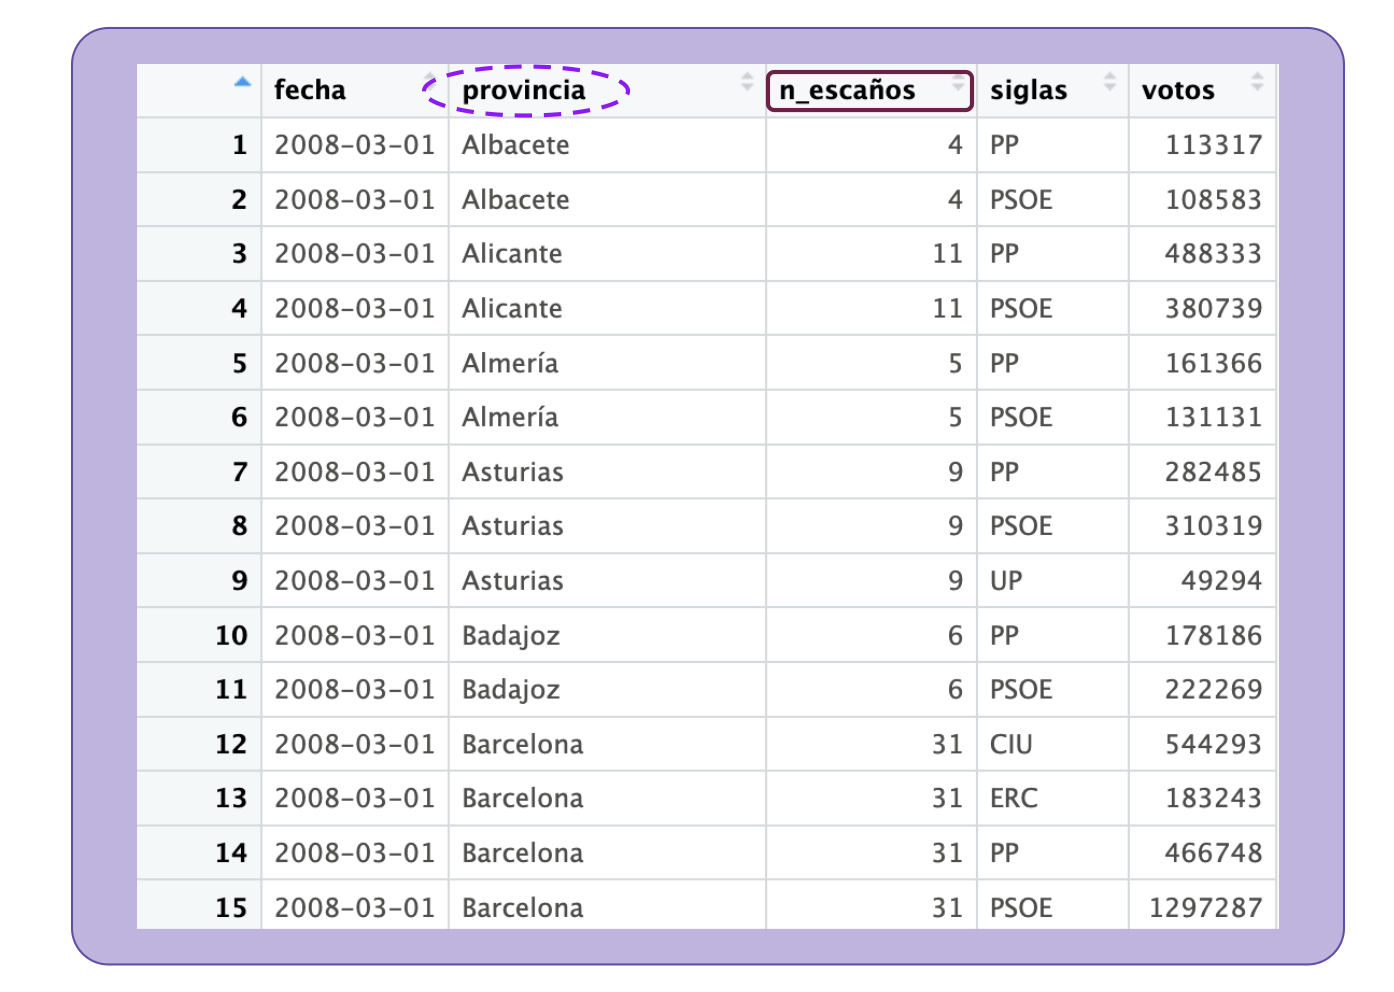 fecha provincia n_escaños siglas votos
1 2008-03-01 Albacete 4 PP 113317
2 2008-03-01 Albacete 4 PSOE 108583
3 2008-03-01 Alicante 11 PP 488333
4 2008-03-01 Alicante 11 PSOE 380739
5 2008-03-01 Almería 5 PP 161366
6 2008-03-01 Almería 5 PSOE 131131
7 2008-03-01 Asturias 9 PP 282485
8 2008-03-01 Asturias 9 PSOE 310319
9 2008-03-01 Asturias 9 UP 49294
10 2008-03-01 Badajoz 6 PP 178186
11 2008-03-01 Badajoz 6 PSOE 222269
12 2008-03-01 Barcelona 31 CIU 544293
13 2008-03-01 Barcelona 31 ERC 183243
14 2008-03-01 Barcelona 31 PP 466748
15 2008-03-01 Barcelona 31 PSOE 1297287